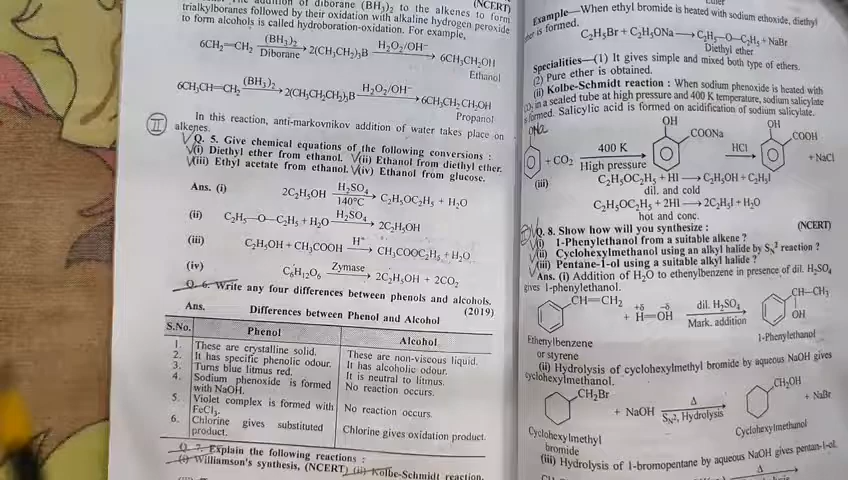 (NCERT)
The addition of diborane (BH₃)₂ to the alkenes to form
trialkylboranes followed by their oxidation with alkaline hydrogen peroxide
to form alcohols is called hydroboration-oxidation. For example,
6CH₂=CH₂ (BH₃)₂ Diborane → 2(CH₃CH₂)₃B H₂O₂/OH⁻ → 6CH₃CH₂OH
Ethanol
6CH₃CH=CH₂ (BH₃)₂ → 2(CH₃CH₂CH₂)₃B H₂O₂/OH⁻ → 6CH₃CH₂CH₂OH
Propanol
II
In this reaction, anti-markovnikov addition of water takes place on
alkenes.
Q. 5. Give chemical equations of the following conversions :
(i) Diethyl ether from ethanol. (ii) Ethanol from diethyl ether.
(iii) Ethyl acetate from ethanol. (iv) Ethanol from glucose.
Ans. (i) 2C₂H₅OH H₂SO₄ 140°C → C₂H₅OC₂H₅ + H₂O
(ii) C₂H₅—O—C₂H₅ + H₂O H₂SO₄ → 2C₂H₅OH
(iii) C₂H₅OH + CH₃COOH H⁺ → CH₃COOC₂H₅ + H₂O
(iv) C₆H₁₂O₆ Zymase → 2C₂H₅OH + 2CO₂
Q. 6. Write any four differences between phenols and alcohols.
(2019)
Ans. Differences between Phenol and Alcohol
S.No. Phenol Alcohol
1. These are crystalline solid. These are non-viscous liquid.
2. It has specific phenolic odour. It has alcoholic odour.
3. Turns blue litmus red. It is neutral to litmus.
4. Sodium phenoxide is formed No reaction occurs.
with NaOH.
5. Violet complex is formed with No reaction occurs.
FeCl₃.
6. Chlorine gives substituted Chlorine gives oxidation product.
product.
Q. 7. Explain the following reactions :
(i) Williamson's synthesis, (NCERT) (ii) Kolbe-Schmidt reaction.
Example—When ethyl bromide is heated with sodium ethoxide, diethyl
ether is formed.
C₂H₅Br + C₂H₅ONa → C₂H₅—O—C₂H₅ + NaBr
Diethyl ether
Specialities—(1) It gives simple and mixed both type of ethers.
(2) Pure ether is obtained.
(ii) Kolbe-Schmidt reaction : When sodium phenoxide is heated with
CO₂ in a sealed tube at high pressure and 400 K temperature, sodium salicylate
is formed. Salicylic acid is formed on acidification of sodium salicylate.
ONa OH OH
COONa COOH
+ CO₂ 400 K High pressure → HCl → + NaCl
(iii) C₂H₅OC₂H₅ + HI → C₂H₅OH + C₂H₅I
dil. and cold
C₂H₅OC₂H₅ + 2HI → 2C₂H₅I + H₂O
hot and conc.
Q. 8. Show how will you synthesize : (NCERT)
(i) 1-Phenylethanol from a suitable alkene ?
(ii) Cyclohexylmethanol using an alkyl halide by S_N² reaction ?
(iii) Pentane-1-ol using a suitable alkyl halide ?
Ans. (i) Addition of H₂O to ethenylbenzene in presence of dil. H₂SO₄
gives 1-phenylethanol.
CH=CH₂ CH—CH₃
+δ −δ
+ H=OH dil. H₂SO₄ Mark. addition → OH
Ethenylbenzene 1-Phenylethanol
or styrene
(ii) Hydrolysis of cyclohexylmethyl bromide by aqueous NaOH gives
cyclohexylmethanol.
CH₂Br CH₂OH
+ NaOH Δ S_N², Hydrolysis → + NaBr
Cyclohexylmethyl Cyclohexylmethanol
bromide
(iii) Hydrolysis of 1-bromopentane by aqueous NaOH gives pentan-1-ol.
Δ